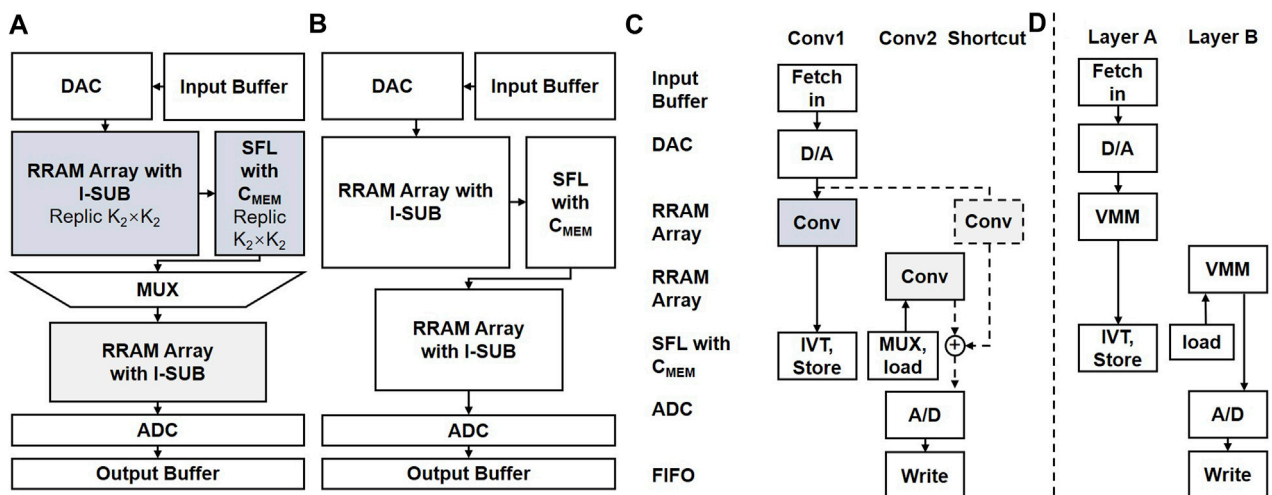 A
DAC
Input Buffer
RRAM Array with
I-SUB
Replic K₂×K₂
SFL
with
C_MEM
Replic
K₂×K₂
MUX
RRAM Array
with I-SUB
ADC
Output Buffer
B
DAC
Input Buffer
RRAM Array with
I-SUB
SFL
with
C_MEM
RRAM Array
with I-SUB
ADC
Output Buffer
C
Conv1
Conv2
Shortcut
Input
Buffer
DAC
RRAM
Array
RRAM
Array
SFL with
C_MEM
ADC
FIFO
Fetch
in
D/A
Conv
Conv
Conv
IVT,
Store
MUX,
load
+
A/D
Write
D
Layer A
Layer B
Fetch
in
D/A
VMM
VMM
IVT,
Store
load
A/D
Write